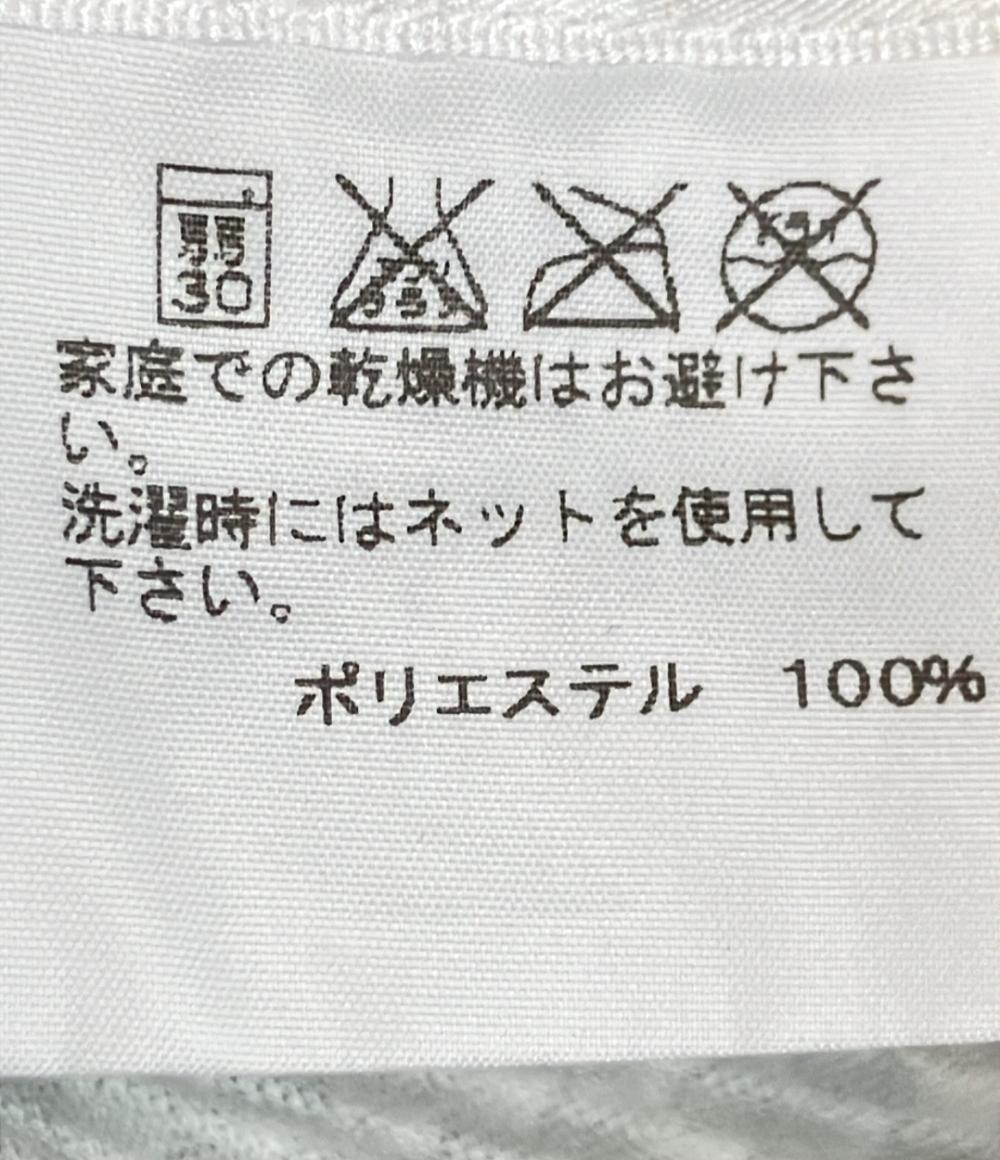 弱
30
家庭での乾燥機はお避け下さ
い。
洗濯時にはネットを使用して
下さい。
ポリエステル　100%